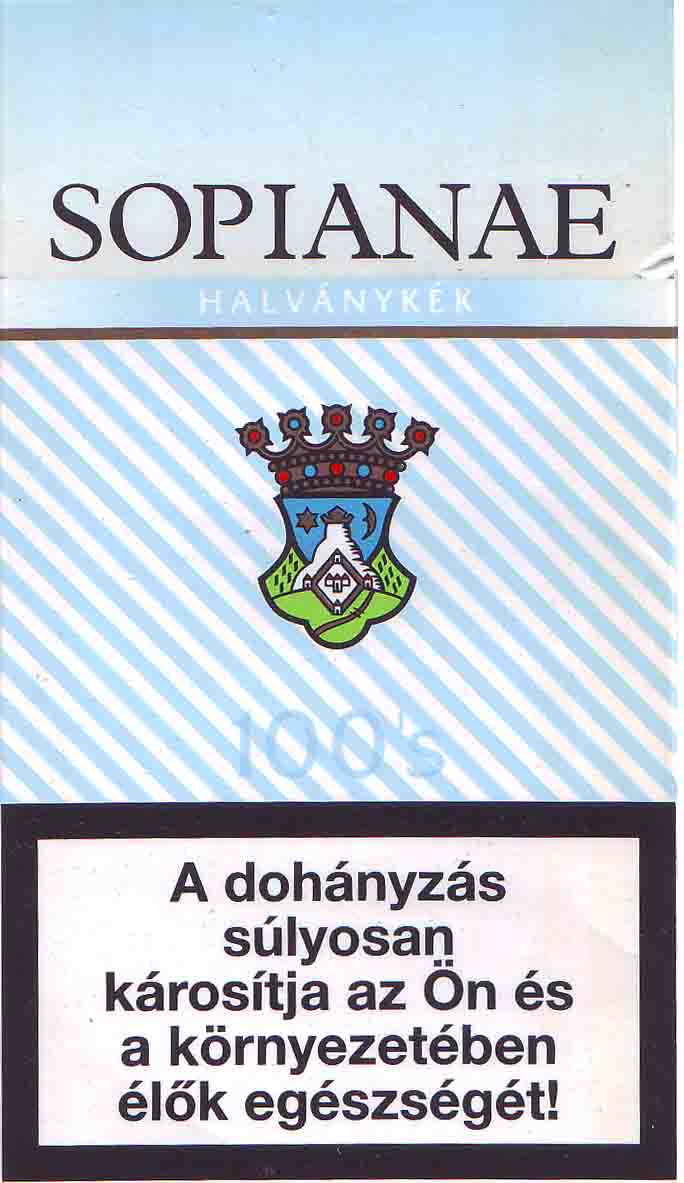 SOPIANAE
HALVÁNYKÉK
100's
A dohányzás
súlyosan
károsítja az Ön és
a környezetében
élők egészségét!